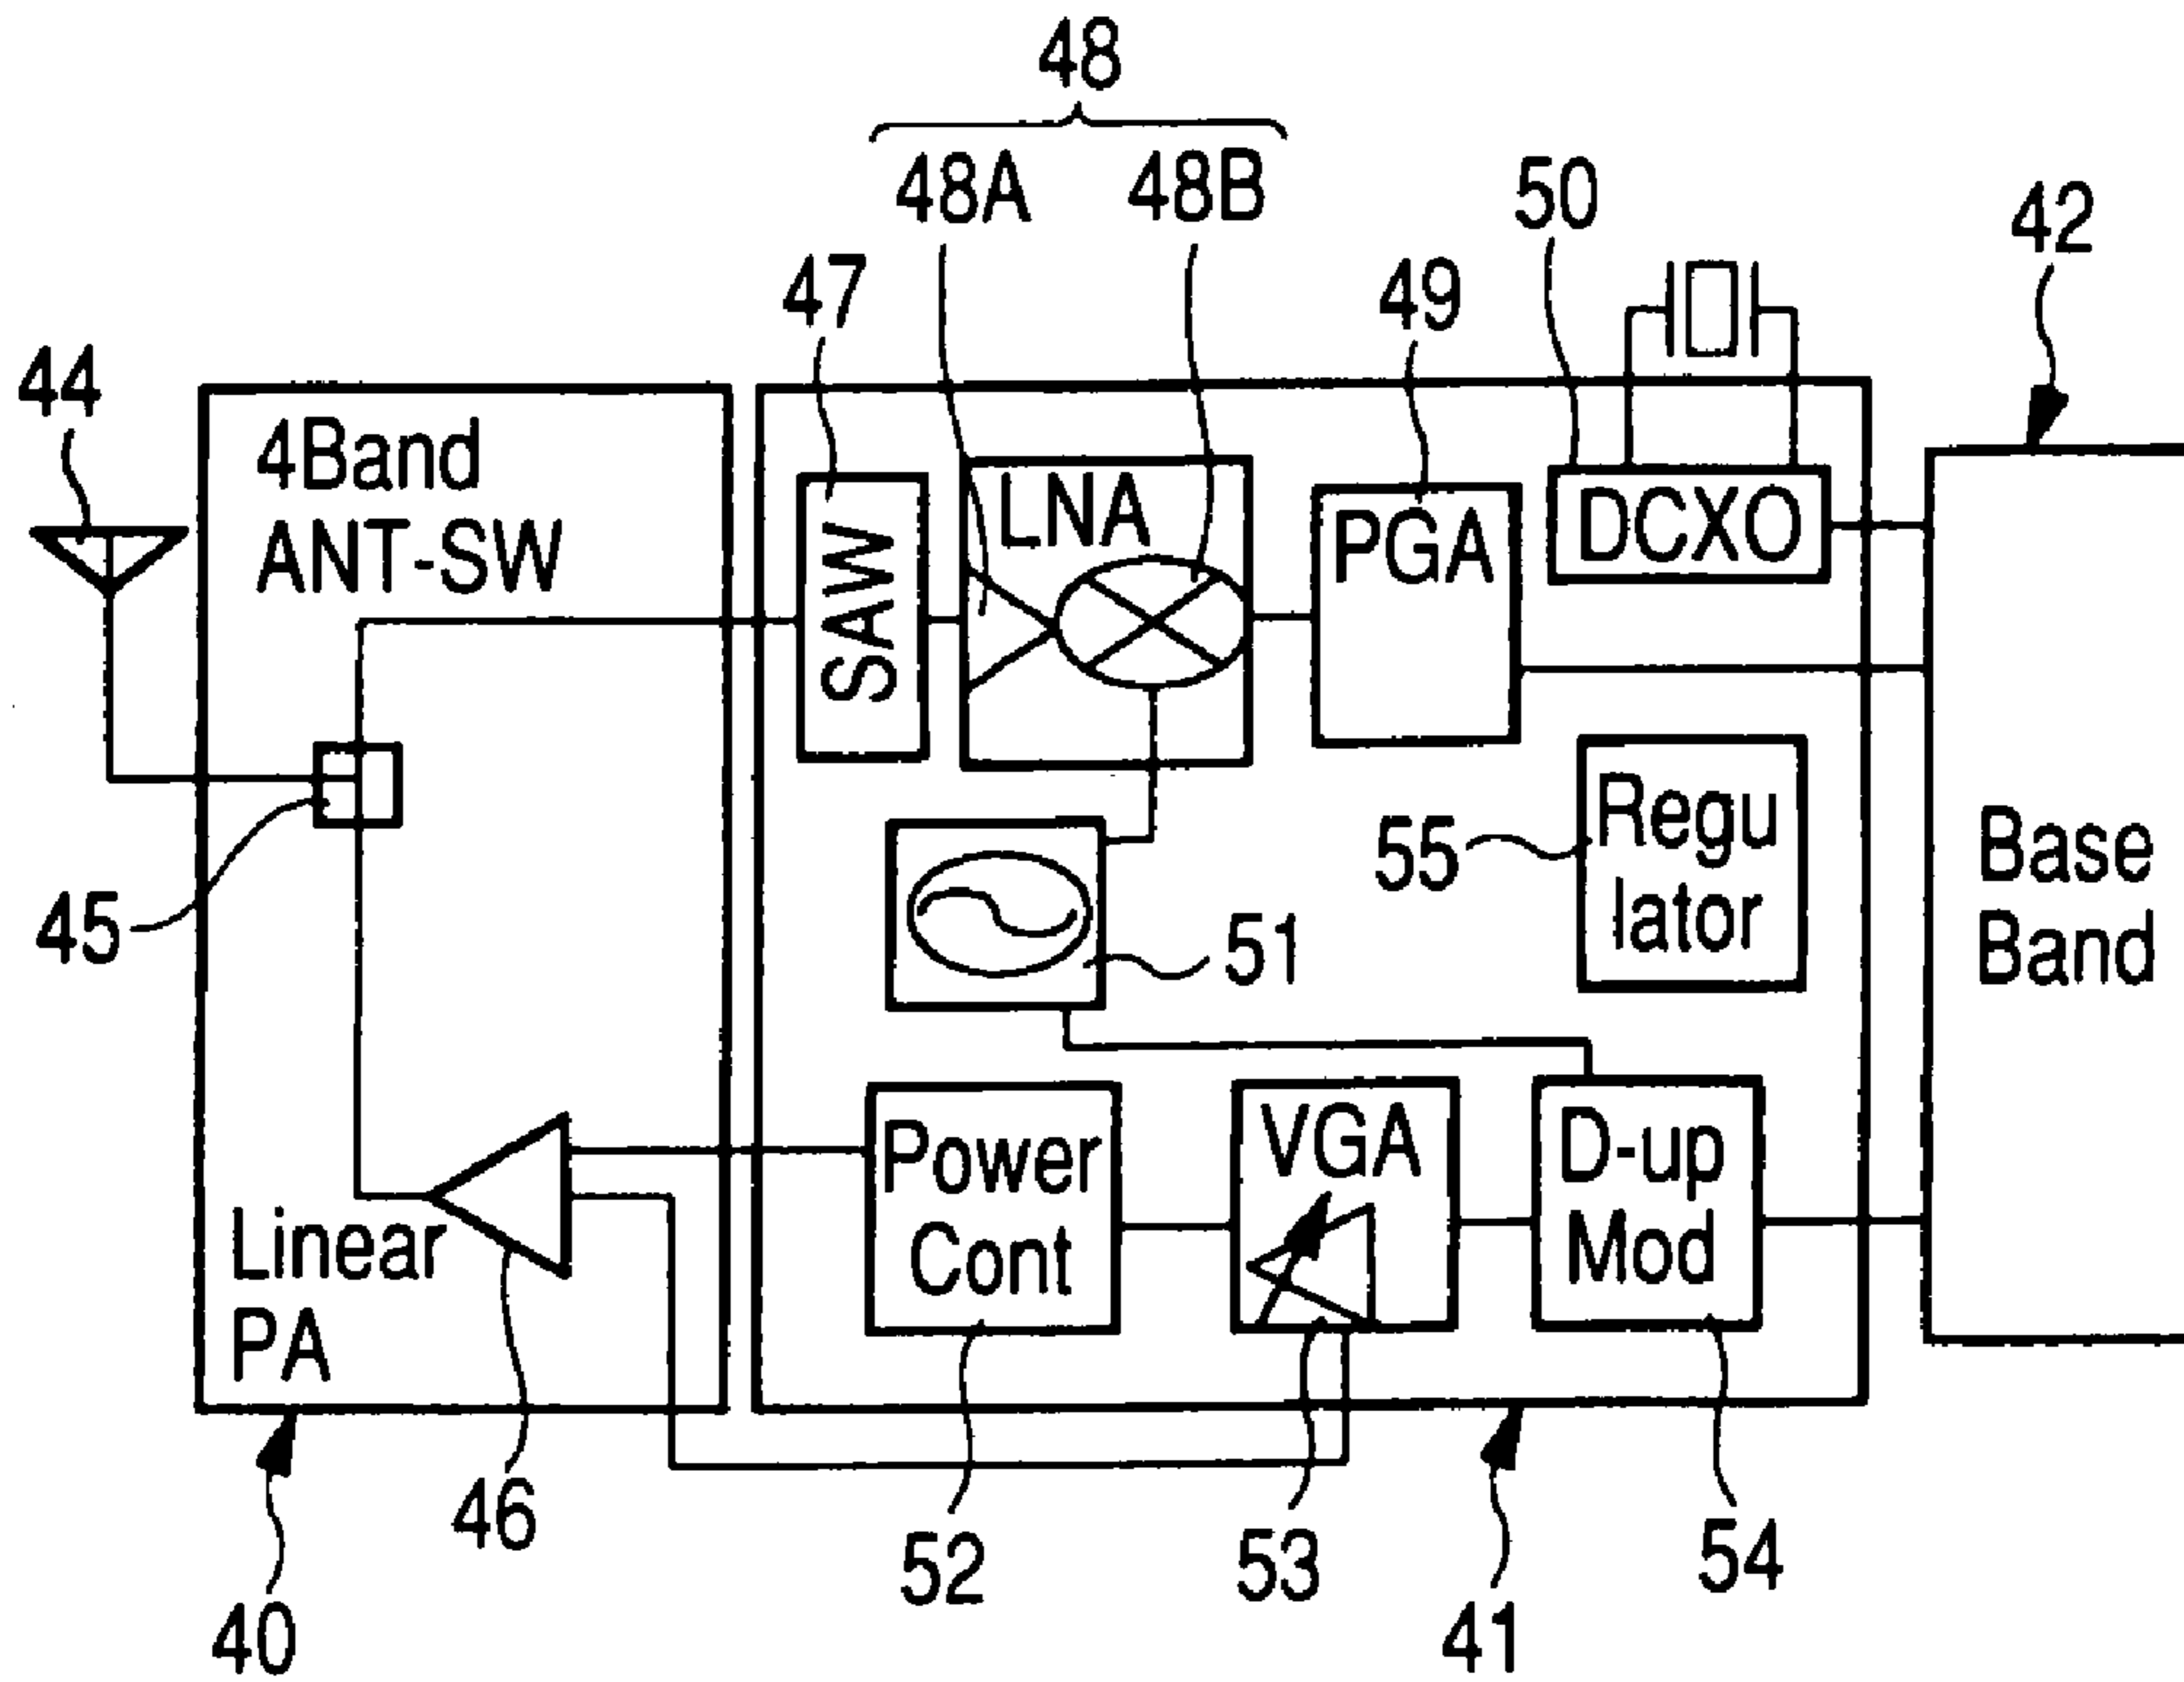 48
48A
48B
50
42
47
49
44
4Band
ANT-SW
SAW
LNA
PGA
DCXO
45
51
55
Regu
lator
Base
Band
Linear
PA
Power
Cont
VGA
D-up
Mod
46
52
53
54
40
41